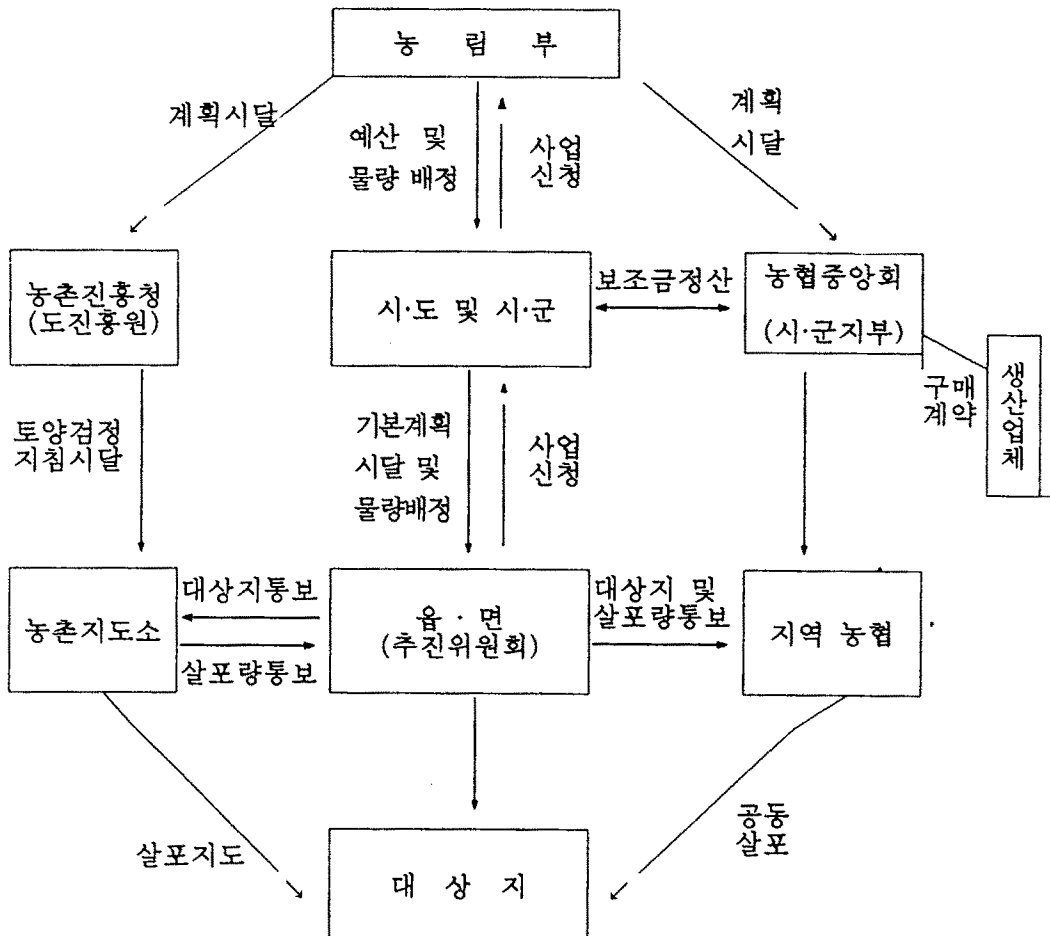 농 림 부
계획시달
예산 및
물량 배정
사업
신청
계획
시달
농촌진흥청
(도진흥원)
시·도 및 시·군
보조금정산
농협중앙회
(시·군지부)
구매
계약
생산업체
토양검정
지침시달
기본계획
시달 및
물량배정
사업
신청
농촌지도소
대상지통보
살포량통보
읍 · 면
(추진위원회)
대상지 및
살포량통보
지역 농협
살포지도
공동
살포
대 상 지